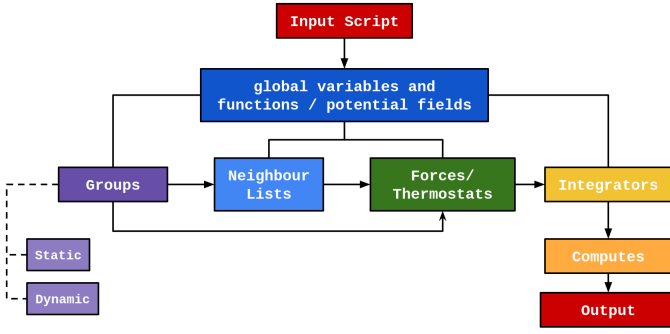 Input Script
global variables and
functions / potential fields
Groups
Neighbour
Lists
Forces/
Thermostats
Integrators
Static
Computes
Dynamic
Output